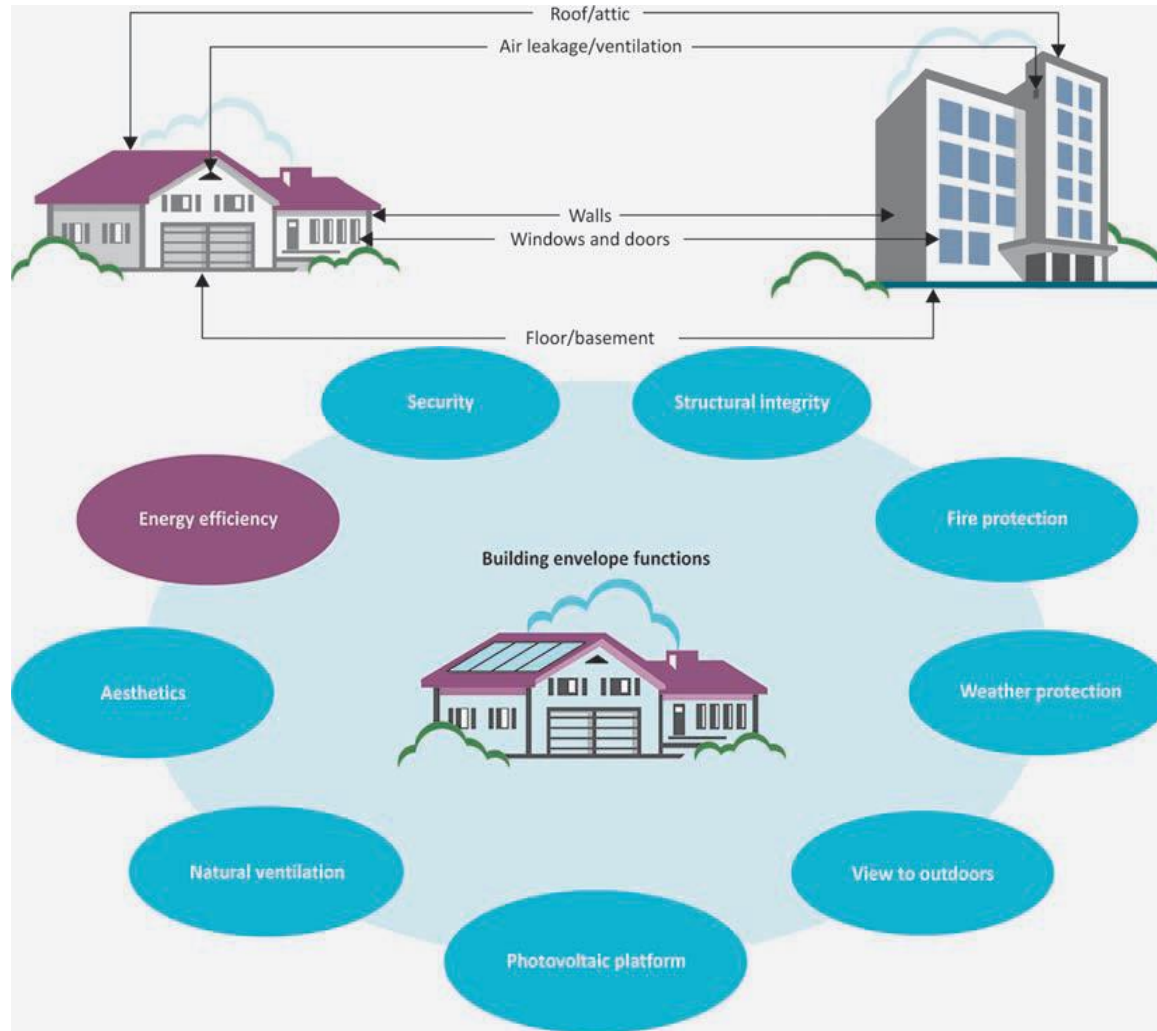 Roof/attic
Air leakage/ventilation
Walls
Windows and doors
Floor/basement
Security
Structural integrity
Energy efficiency
Fire protection
Building envelope functions
Aesthetics
Weather protection
Natural ventilation
View to outdoors
Photovoltaic platform